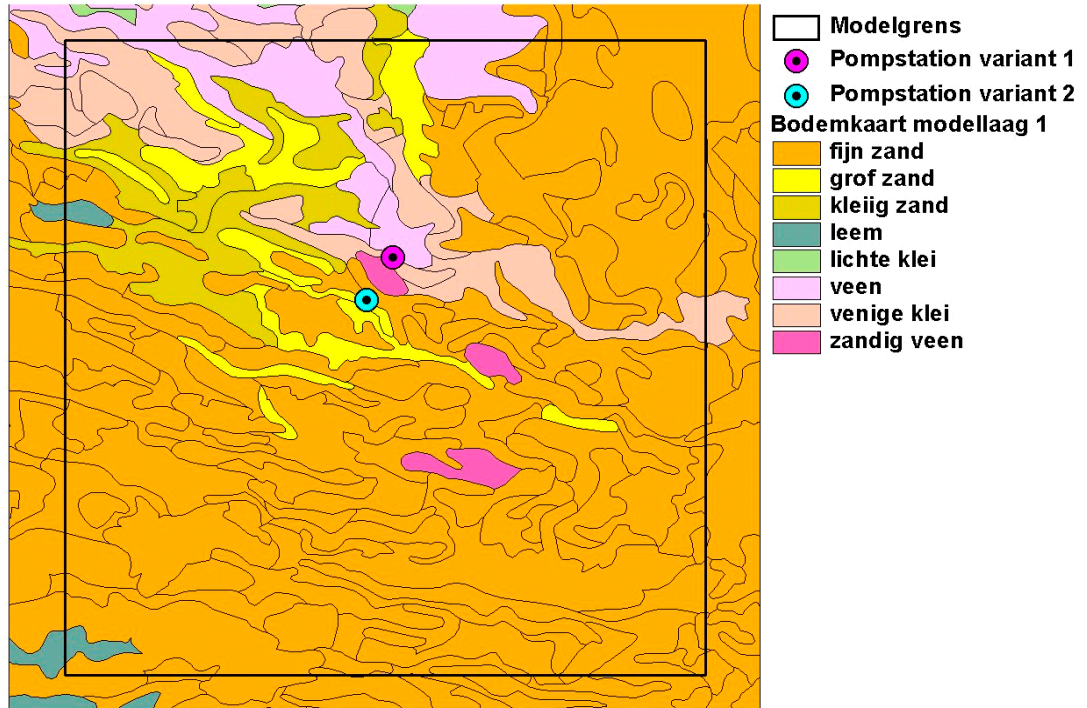 Modelgrens
Pompstation variant 1
Pompstation variant 2
Bodemkaart modellaag 1
fijn zand
grof zand
kleiig zand
leem
lichte klei
veen
venige klei
zandig veen